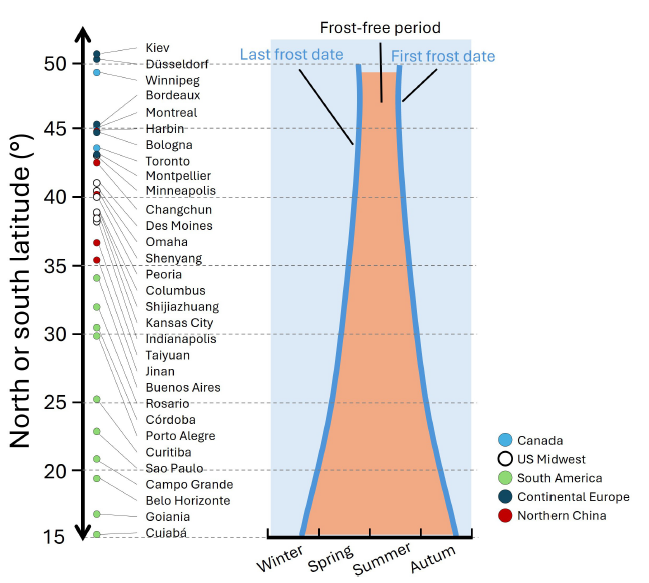 Frost-free period
Last frost date
First frost date
North or south latitude (°)
50
45
40
35
30
25
20
15
Kiev
Düsseldorf
Winnipeg
Bordeaux
Montreal
Harbin
Bologna
Toronto
Montpellier
Minneapolis
Changchun
Des Moines
Omaha
Shenyang
Peoria
Columbus
Shijiazhuang
Kansas City
Indianapolis
Taiyuan
Jinan
Buenos Aires
Rosario
Córdoba
Porto Alegre
Curitiba
Sao Paulo
Campo Grande
Belo Horizonte
Goiania
Cuiabá
Winter
Spring
Summer
Autum
Canada
US Midwest
South America
Continental Europe
Northern China